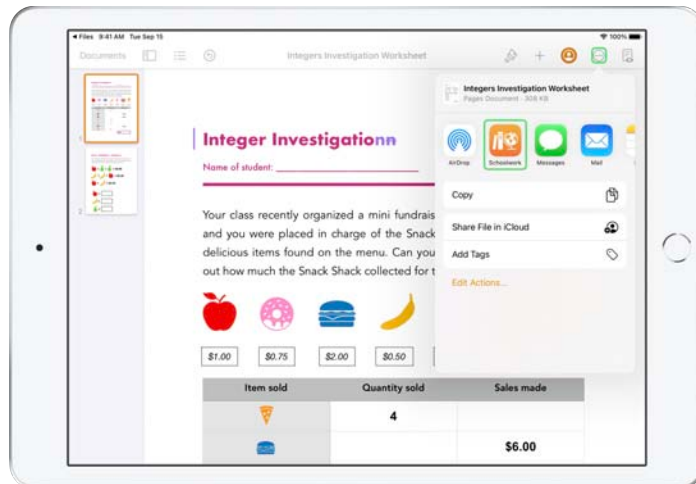 Files 9:41 AM Tue Sep 15
100%
Documents
Integers Investigation Worksheet
Integers Investigation Worksheet
Pages Document · 308 KB
AirDrop
Schoolwork
Messages
Mail
Copy
Share File in iCloud
Add Tags
Edit Actions...
1
2
Integer Investigationn
Name of student:
Your class recently organized a mini fundrais
and you were placed in charge of the Snack
delicious items found on the menu. Can you
out how much the Snack Shack collected for t
$1.00 $0.75 $2.00 $0.50
Item sold Quantity sold Sales made
4
$6.00